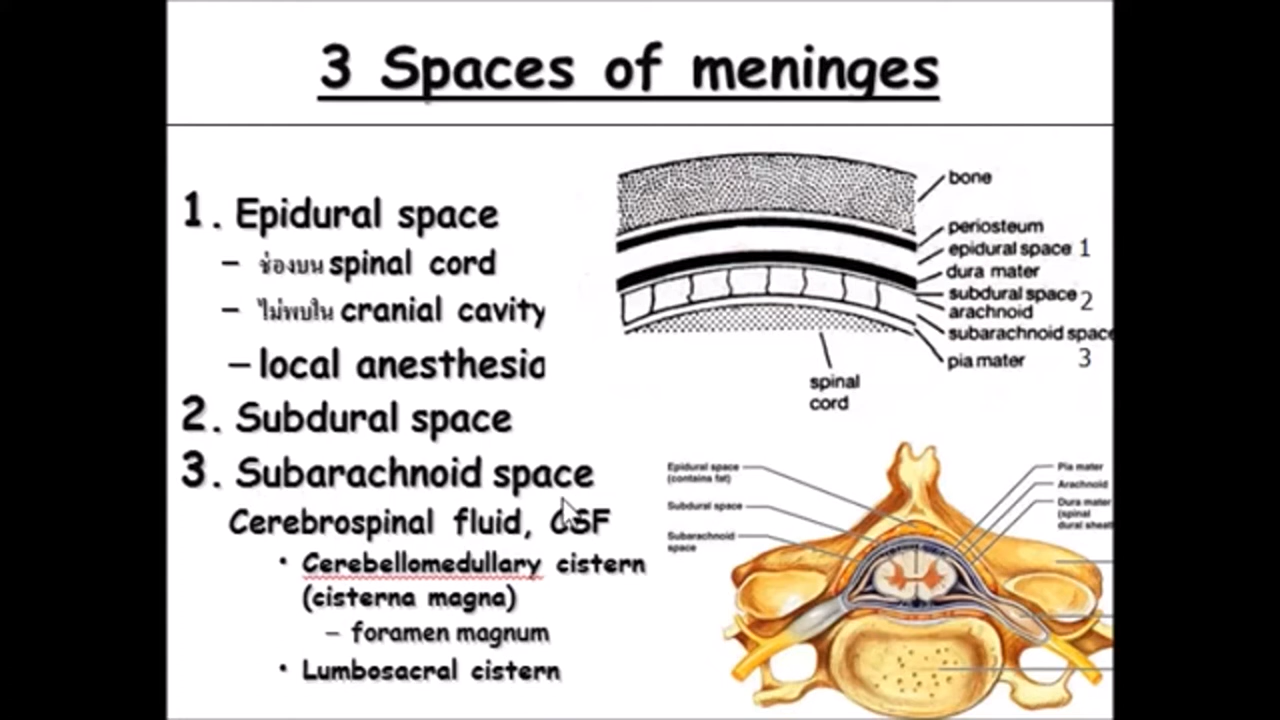 3 Spaces of meninges
1. Epidural space
– ช่องบน spinal cord
– ไม่พบใน cranial cavity
– local anesthesia
2. Subdural space
3. Subarachnoid space
Cerebrospinal fluid, CSF
• Cerebellomedullary cistern
(cisterna magna)
– foramen magnum
• Lumbosacral cistern
bone
periosteum
epidural space 1
dura mater
subdural space 2
arachnoid
subarachnoid space
pia mater 3
spinal
cord
Epidural space
(contains fat)
Subdural space
Subarachnoid
space
Pia mater
Arachnoid
Dura mater
(spinal
dural sheat